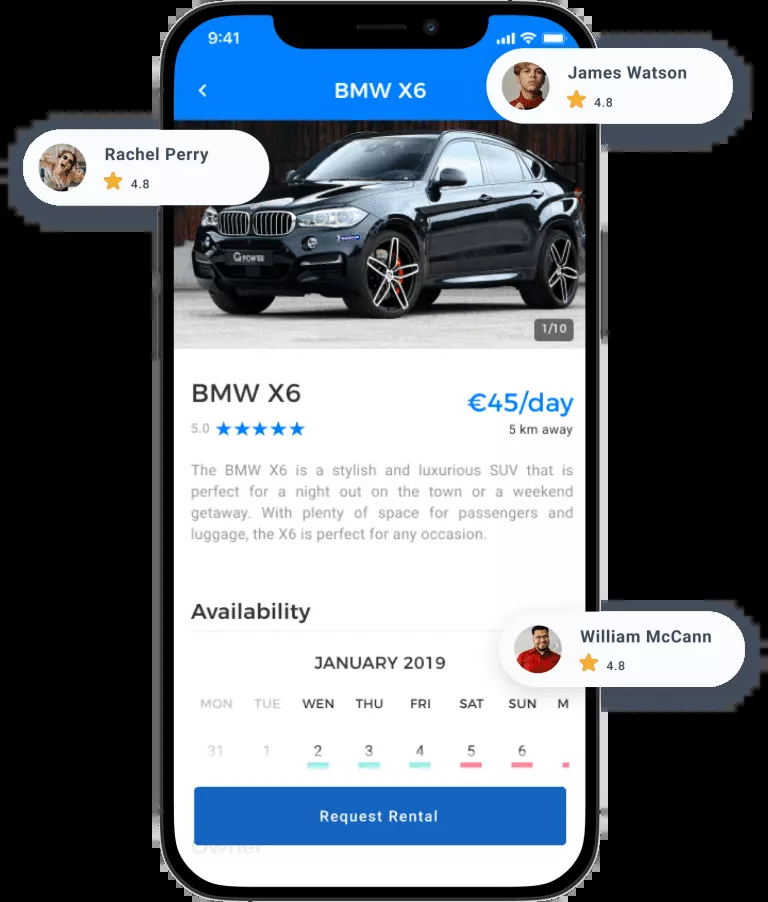 9:41
BMW X6
James Watson
4.8
Rachel Perry
4.8
G POWER
1/10
BMW X6
€45/day
5.0
5 km away
The BMW X6 is a stylish and luxurious SUV that is
perfect for a night out on the town or a weekend
getaway. With plenty of space for passengers and
luggage, the X6 is perfect for any occasion.
Availability
William McCann
4.8
JANUARY 2019
MON TUE WEN THU FRI SAT SUN M
31 1 2 3 4 5 6
Request Rental
Owner